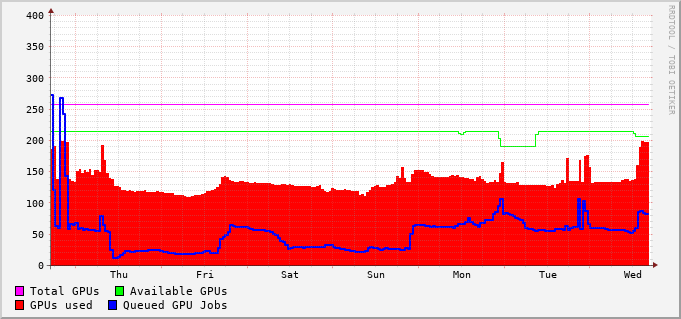 400
350
300
250
200
150
100
50
0
Thu Fri Sat Sun Mon Tue Wed
Total GPUs Available GPUs
GPUs used Queued GPU Jobs
RRDTOOL / TOBI OETIKER